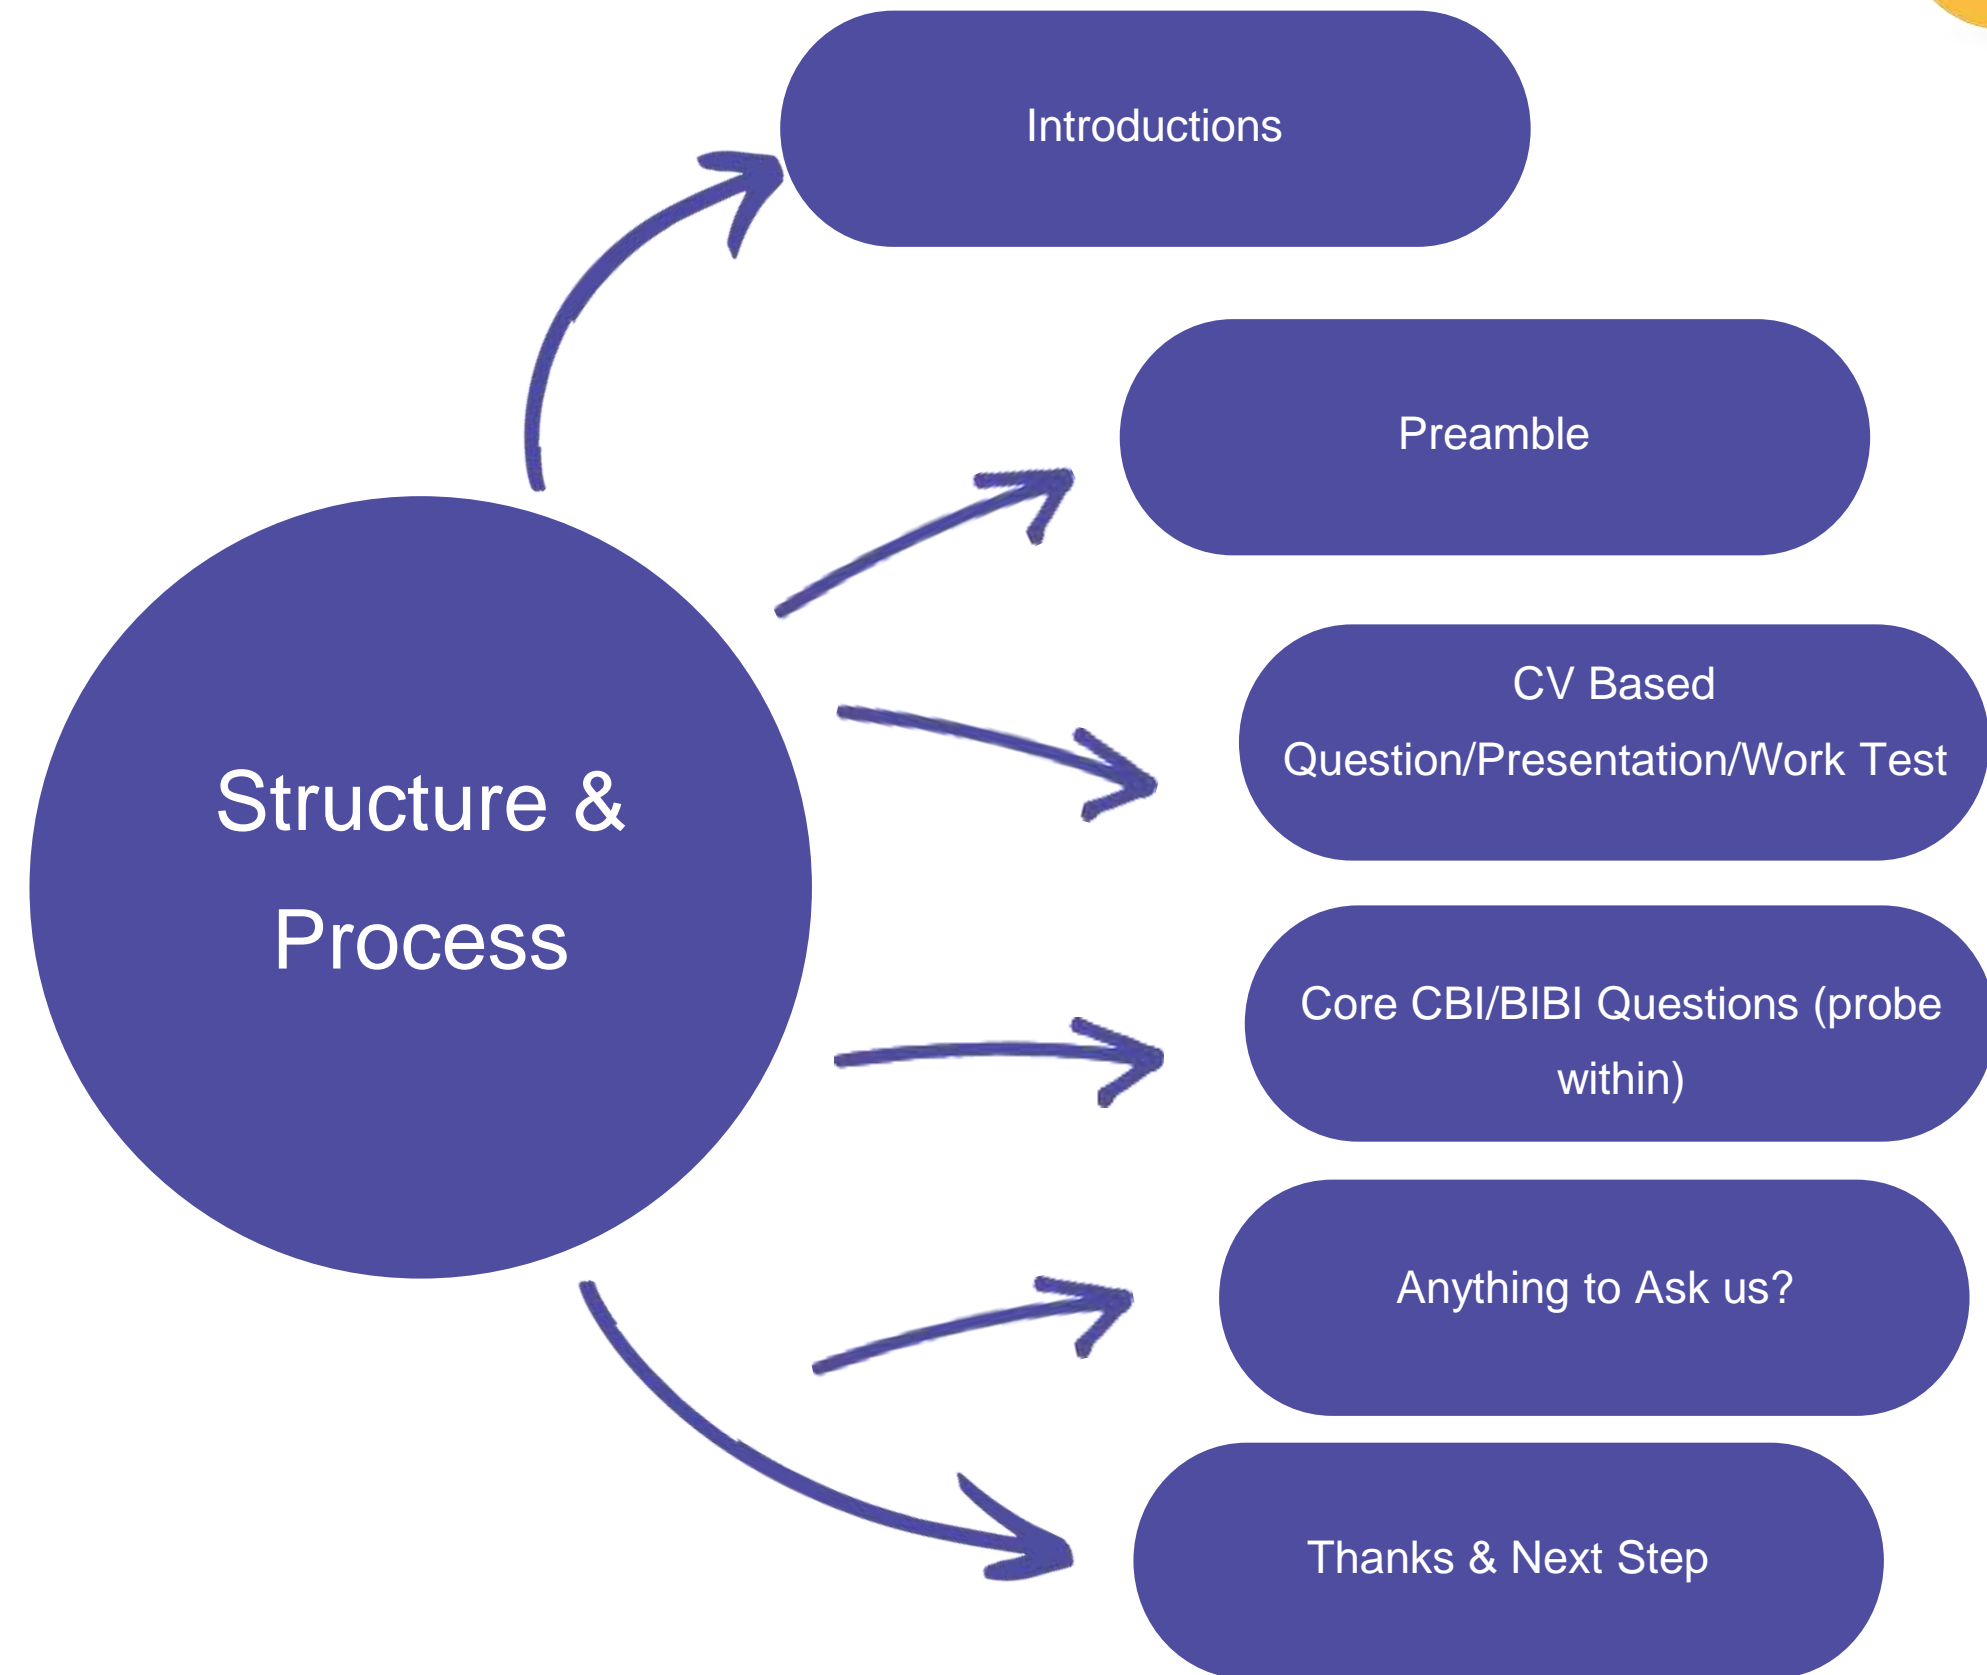 Introductions
Preamble
CV Based
Question/Presentation/Work Test
Structure &
Process
Core CBI/BIBI Questions (probe
within)
Anything to Ask us?
Thanks & Next Step